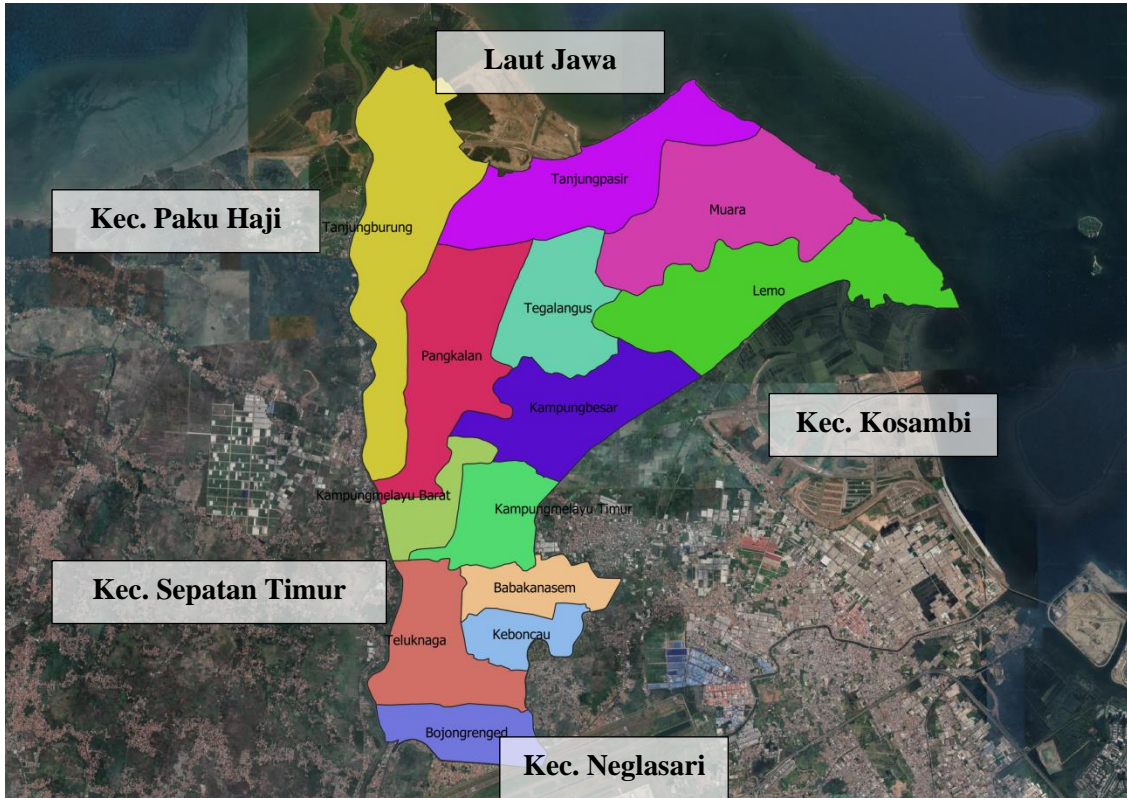 Laut Jawa
Tanjungpasir
Kec. Paku Haji
Muara
Tanjungburung
Lemo
Tegalangus
Pangkalan
Kampungbesar
Kec. Kosambi
Kampungmelayu Barat
Kampungmelayu Timur
Kec. Sepatan Timur
Babakanasem
Keboncau
Teluknaga
Bojongrenged
Kec. Neglasari